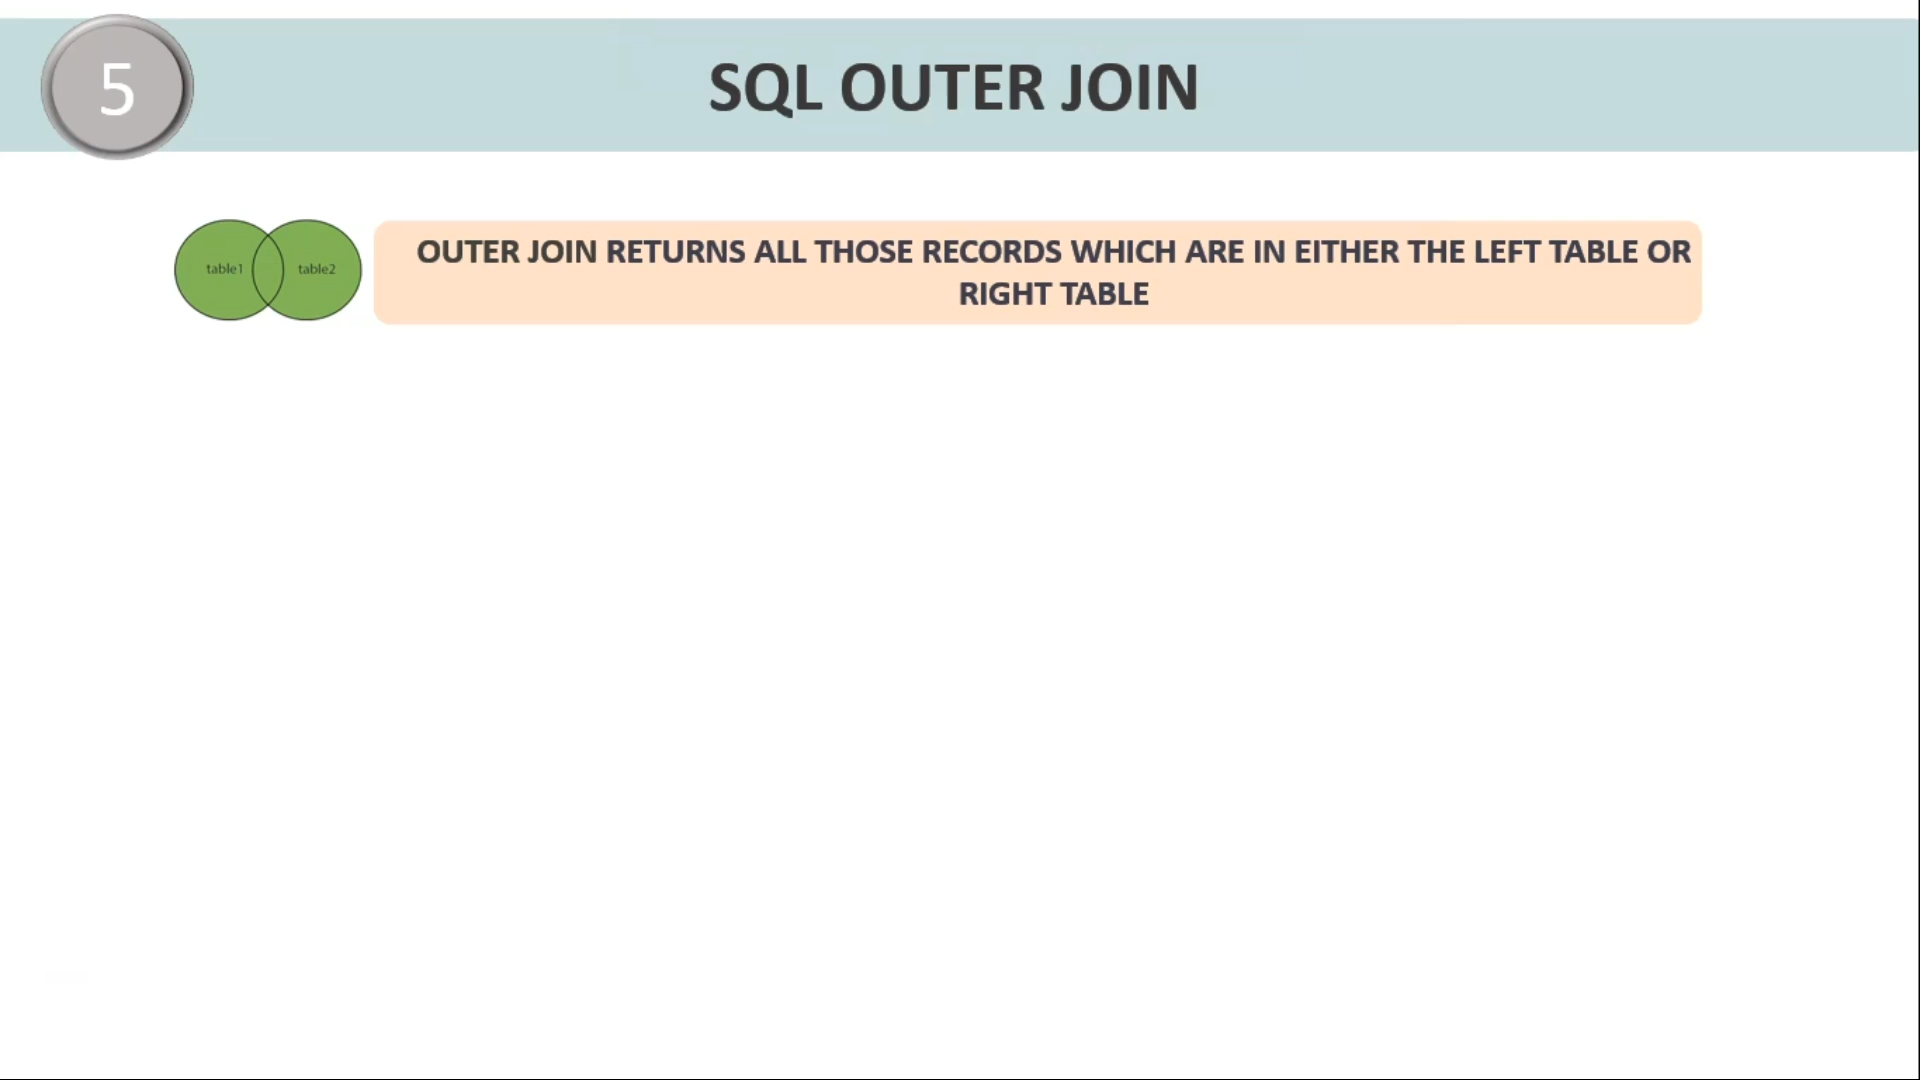 5
SQL OUTER JOIN
table1
table2
OUTER JOIN RETURNS ALL THOSE RECORDS WHICH ARE IN EITHER THE LEFT TABLE OR
RIGHT TABLE